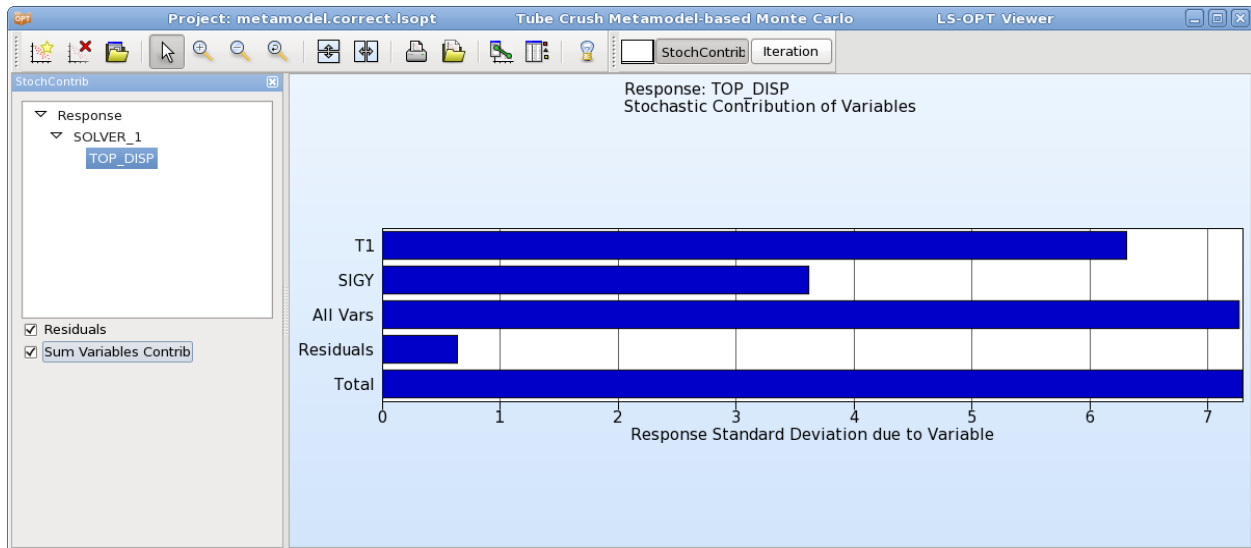 OPT Project: metamodel.correct.lsopt Tube Crush Metamodel-based Monte Carlo LS-OPT Viewer
StochContrib Iteration
StochContrib
Response
SOLVER_1
TOP_DISP
Residuals
Sum Variables Contrib
Response: TOP_DISP
Stochastic Contribution of Variables
T1
SIGY
All Vars
Residuals
Total
0 1 2 3 4 5 6 7
Response Standard Deviation due to Variable